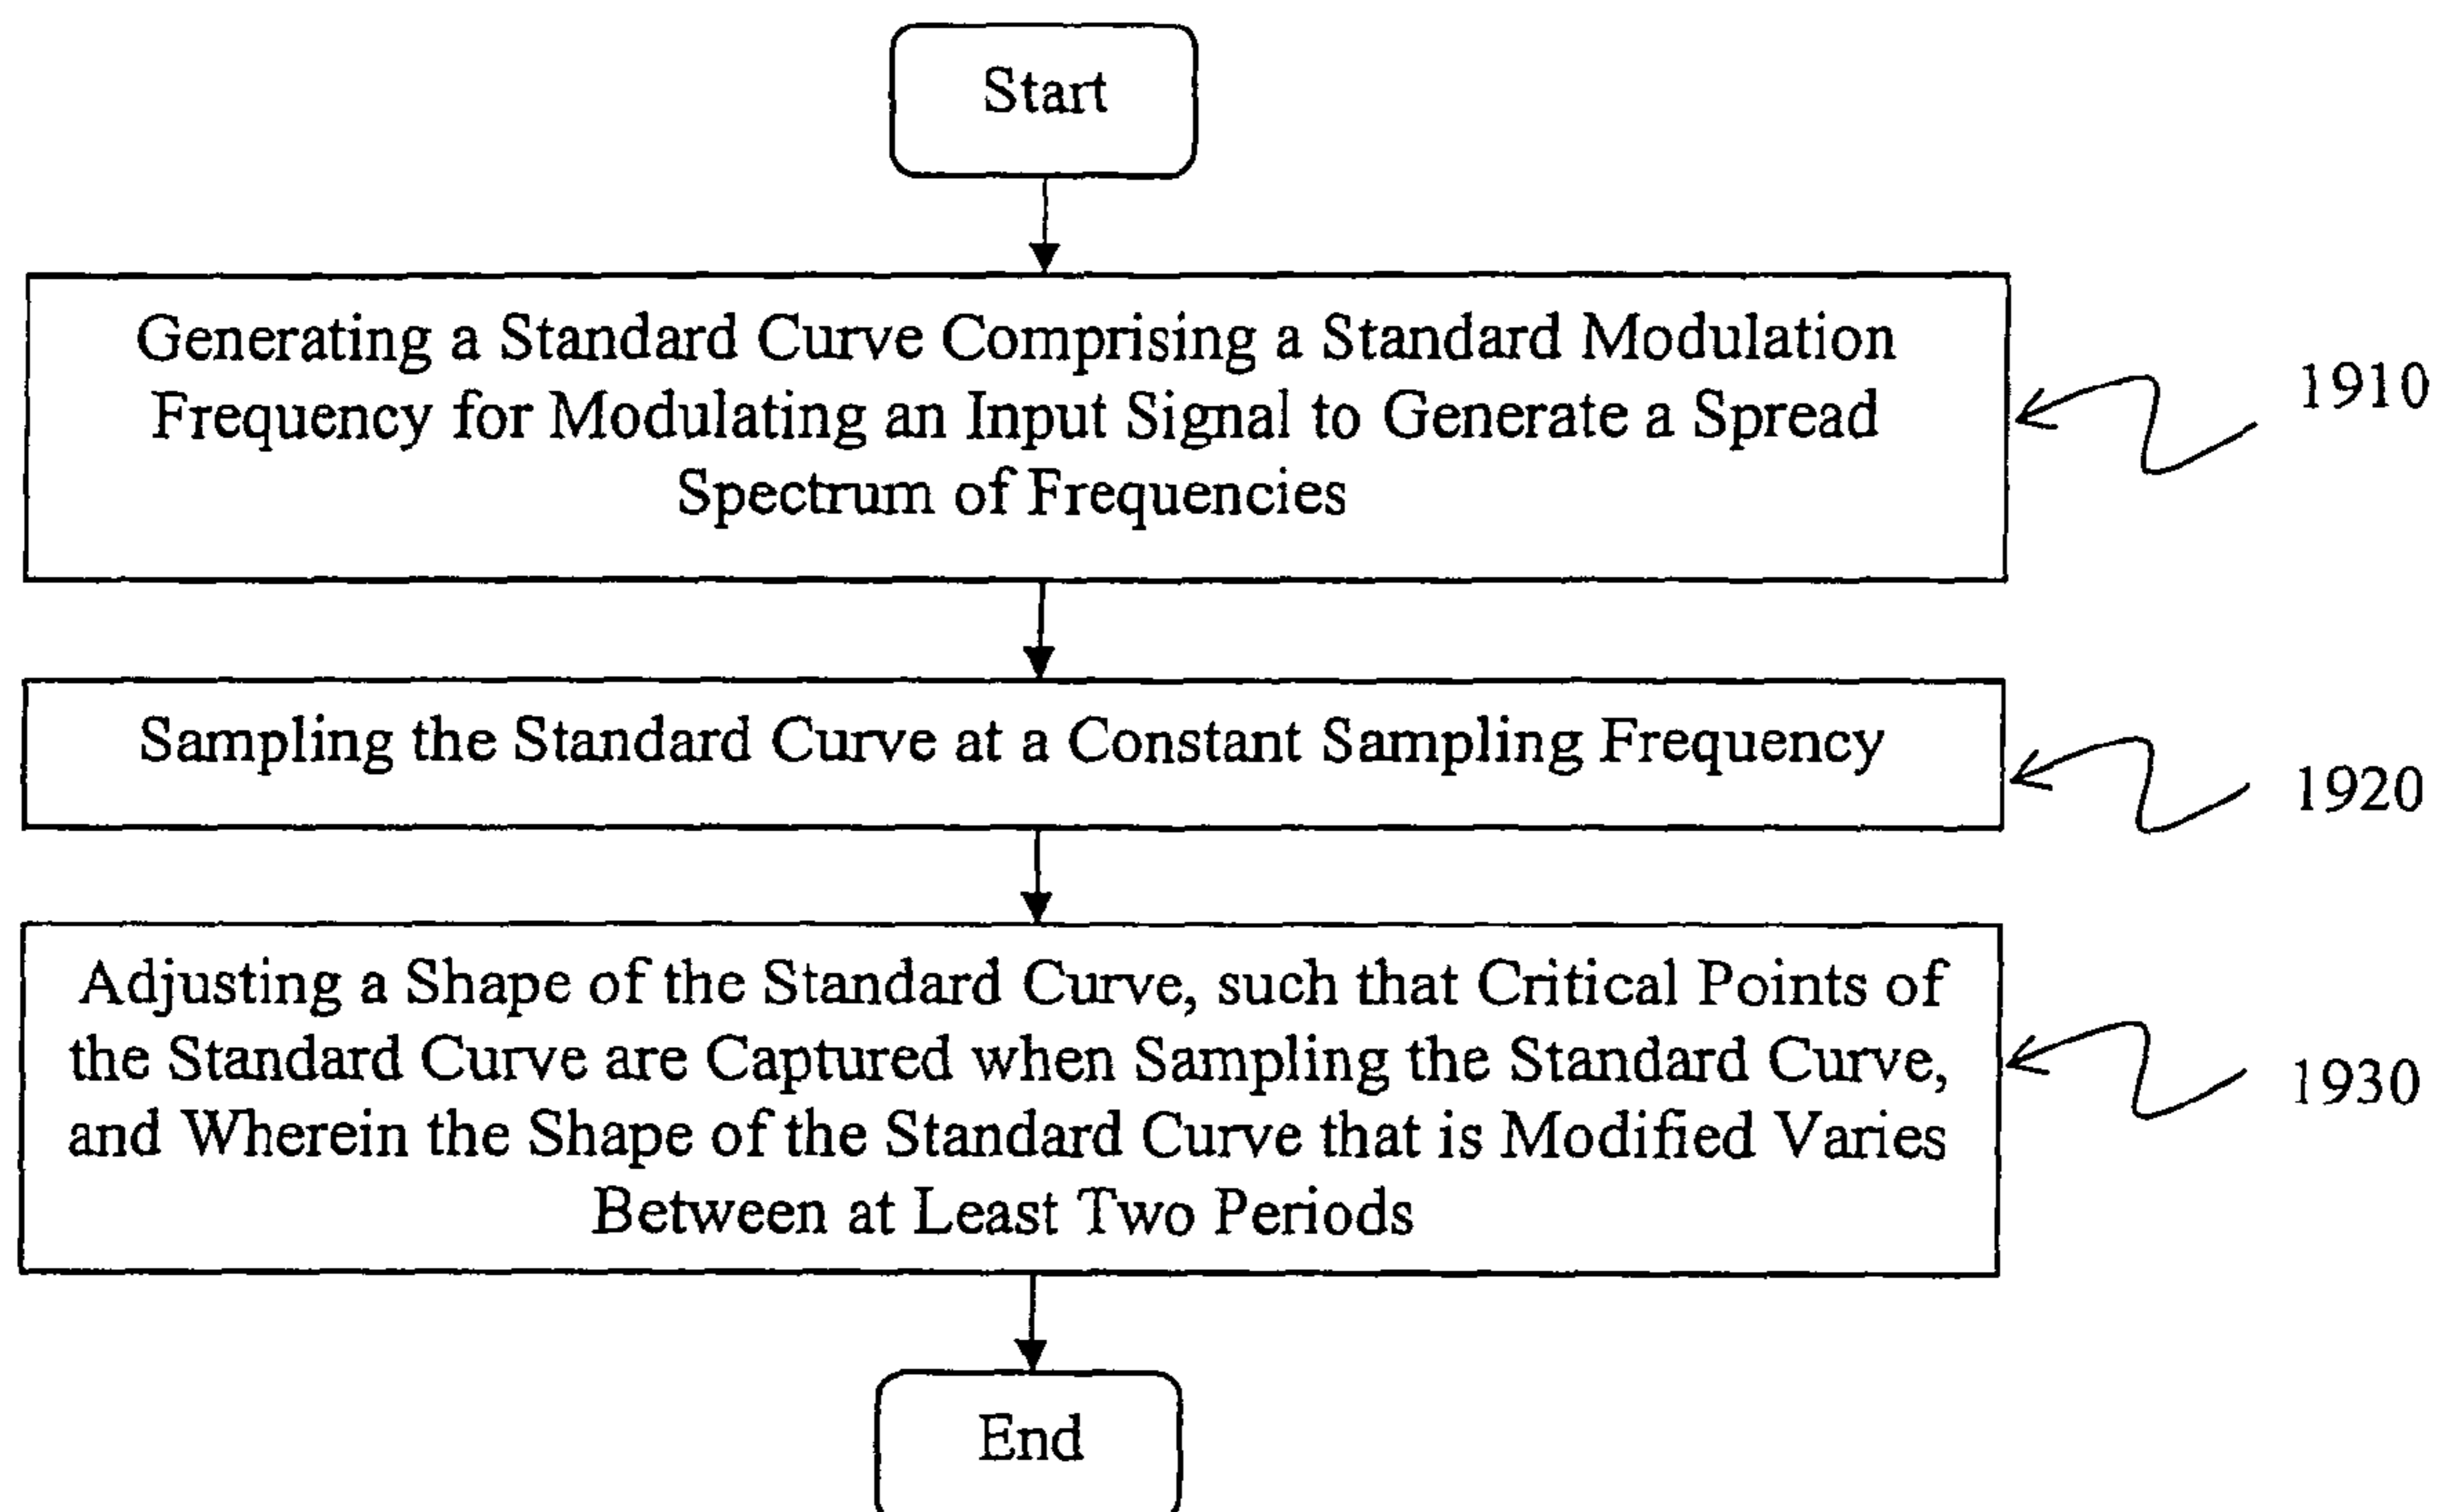 Start
Generating a Standard Curve Comprising a Standard Modulation
Frequency for Modulating an Input Signal to Generate a Spread
Spectrum of Frequencies
1910
Sampling the Standard Curve at a Constant Sampling Frequency
1920
Adjusting a Shape of the Standard Curve, such that Critical Points of
the Standard Curve are Captured when Sampling the Standard Curve,
and Wherein the Shape of the Standard Curve that is Modified Varies
Between at Least Two Periods
1930
End